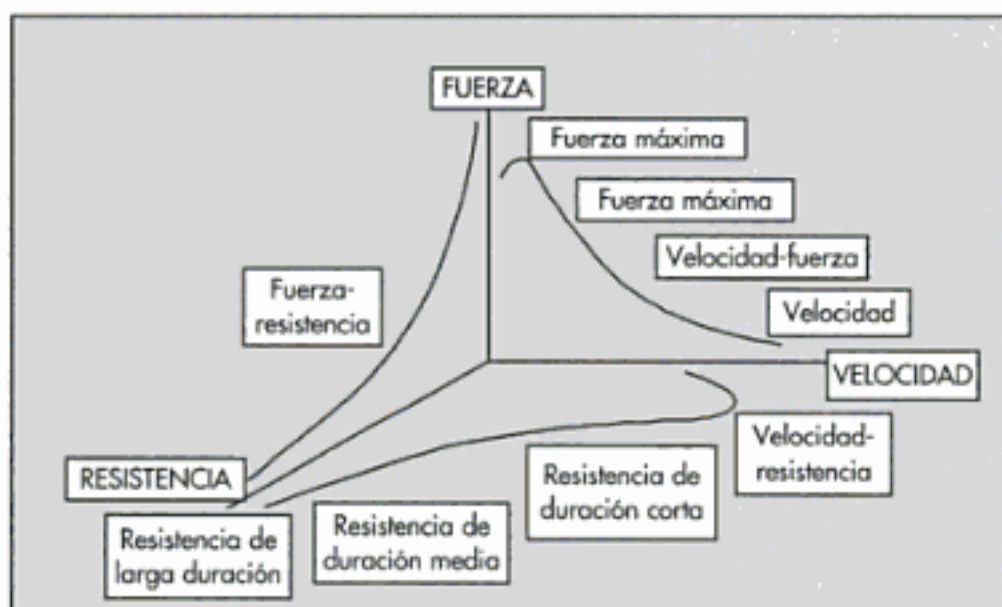 FUERZA
Fuerza máxima
Fuerza máxima
Velocidad-fuerza
Fuerza-
resistencia
Velocidad
VELOCIDAD
Velocidad-
resistencia
RESISTENCIA
Resistencia de
duración corta
Resistencia de
larga duración
Resistencia de
duración media